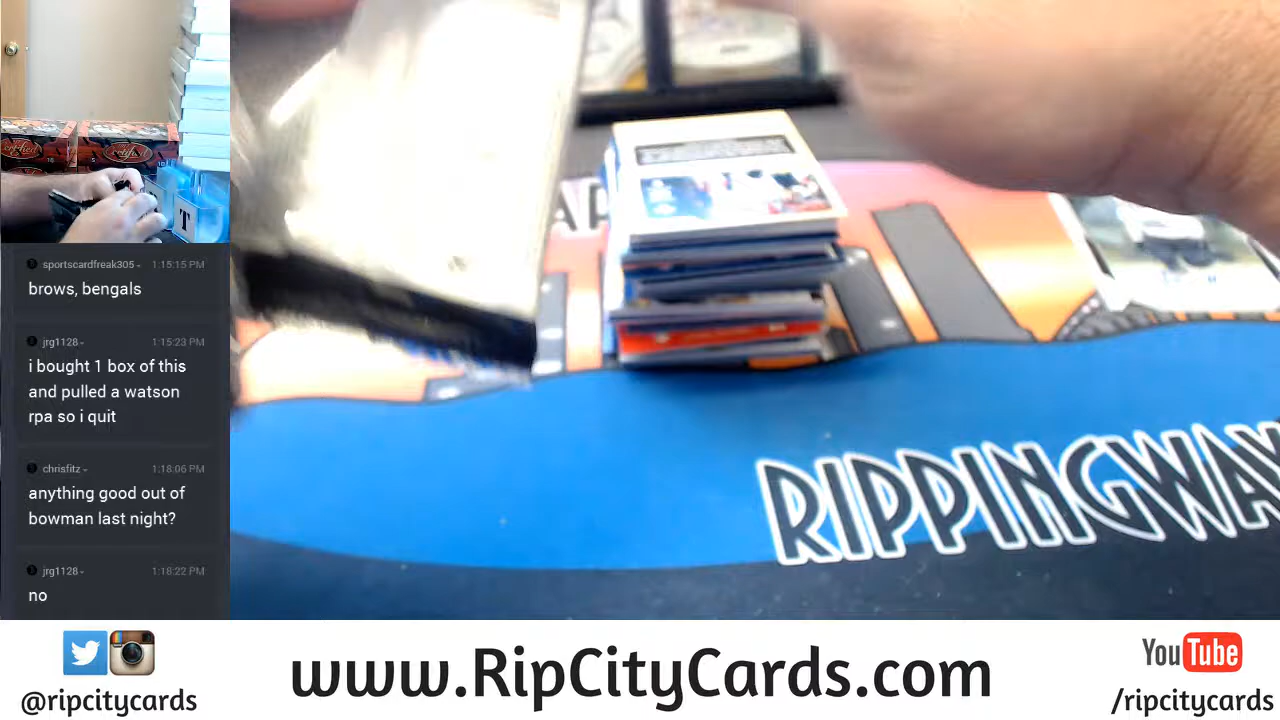 sportscardfreak305 1:15:15 PM
brows, bengals
jrg1128 1:15:23 PM
i bought 1 box of this
and pulled a watson
rpa so i quit
chrisfitz 1:18:06 PM
anything good out of
bowman last night?
jrg1128 1:18:22 PM
no
T
RIPPINGWAX
@ripcitycards
www.RipCityCards.com
YouTube
/ripcitycards